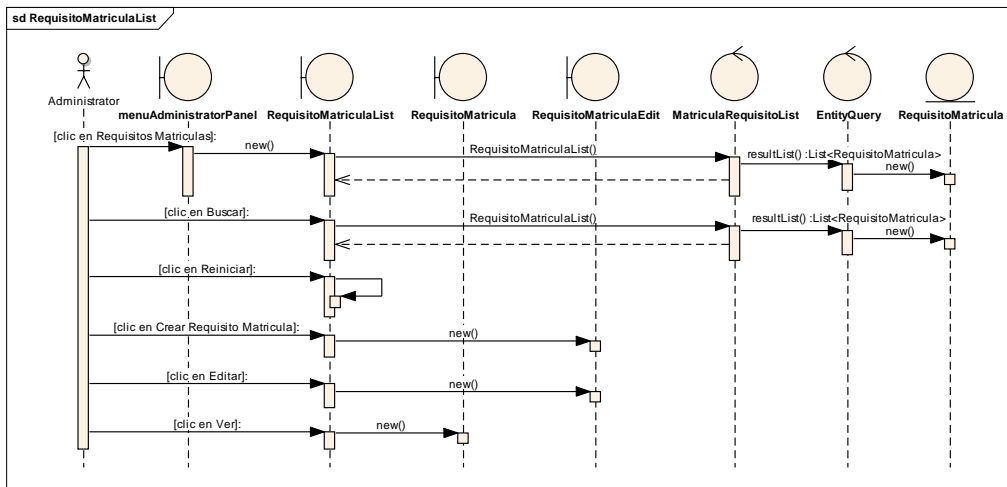 sd RequisitoMatriculaList
Administrator
menuAdministratorPanel
RequisitoMatriculaList
RequisitoMatricula
RequisitoMatriculaEdit
MatriculaRequisitoList
EntityQuery
RequisitoMatricula
[clic en Requisitos Matriculas]:
new()
RequisitoMatriculaList()
resultList() :List<RequisitoMatricula>
new()
[clic en Buscar]:
RequisitoMatriculaList()
resultList() :List<RequisitoMatricula>
new()
[clic en Reiniciar]:
[clic en Crear Requisito Matricula]:
new()
[clic en Editar]:
new()
[clic en Ver]:
new()